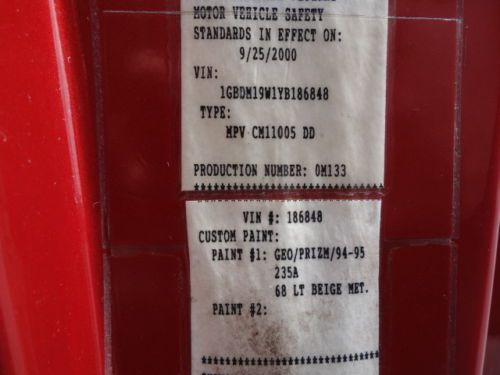 MOTOR VEHICLE SAFETY
STANDARDS IN EFFECT ON:
9/25/2000
VIN:
1GBDM19W1YB186848
TYPE:
MPV CM11005 DD
PRODUCTION NUMBER: 0M133
************************
VIN #: 186848
CUSTOM PAINT:
PAINT #1: GEO/PRIZM/94-95
235A
68 LT BEIGE MET.
PAINT #2:
************************